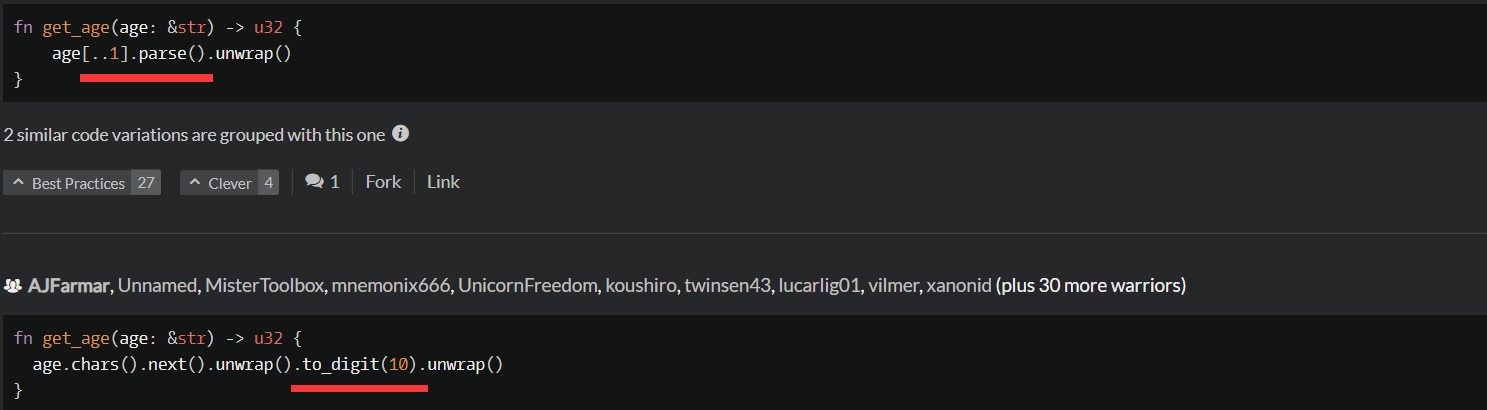 fn get_age(age: &str) -> u32 {
    age[..1].parse().unwrap()
}
2 similar code variations are grouped with this one
Best Practices 27 Clever 4 1 Fork Link
AJFarmar, Unnamed, MisterToolbox, mnemonix666, UnicornFreedom, koushiro, twinsen43, lucarlig01, vilmer, xanonid (plus 30 more warriors)
fn get_age(age: &str) -> u32 {
  age.chars().next().unwrap().to_digit(10).unwrap()
}